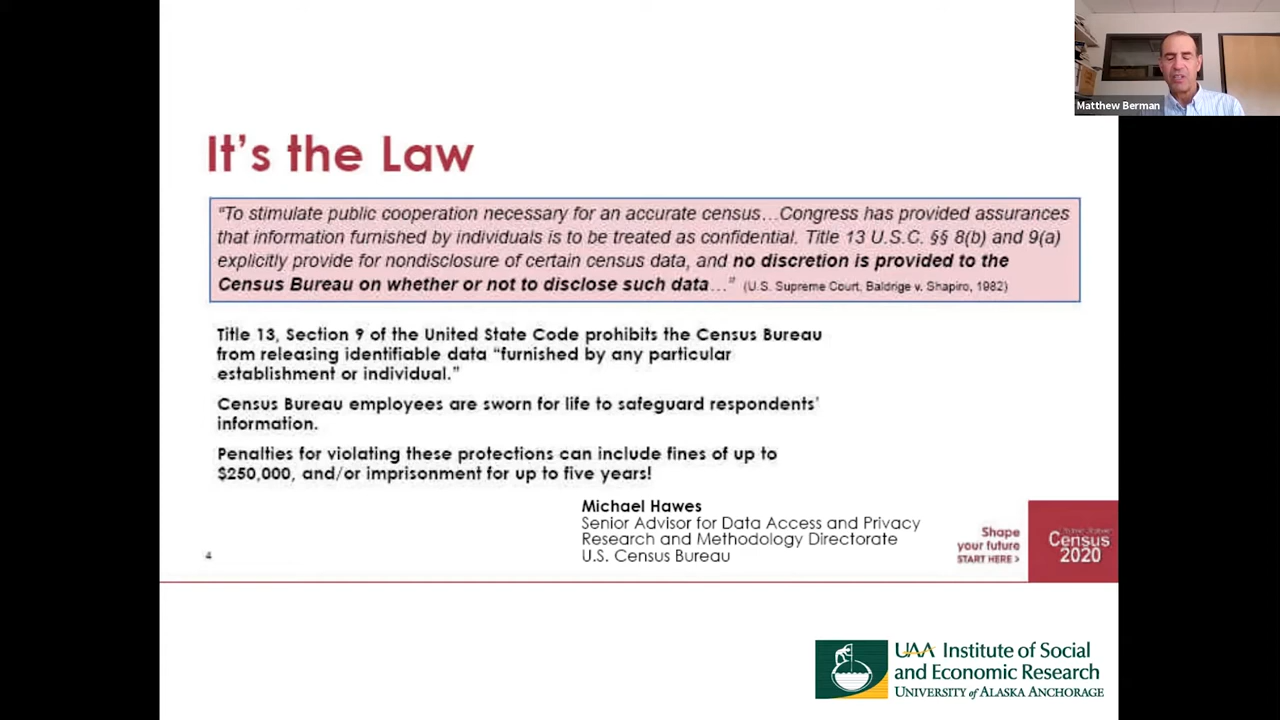 Matthew Berman
It's the Law
“To stimulate public cooperation necessary for an accurate census…Congress has provided assurances
that information furnished by individuals is to be treated as confidential. Title 13 U.S.C. §§ 8(b) and 9(a)
explicitly provide for nondisclosure of certain census data, and no discretion is provided to the
Census Bureau on whether or not to disclose such data…” (U.S. Supreme Court, Baldrige v. Shapiro, 1982)
Title 13, Section 9 of the United State Code prohibits the Census Bureau
from releasing identifiable data “furnished by any particular
establishment or individual.”
Census Bureau employees are sworn for life to safeguard respondents'
information.
Penalties for violating these protections can include fines of up to
$250,000, and/or imprisonment for up to five years!
Michael Hawes
Senior Advisor for Data Access and Privacy
Research and Methodology Directorate
U.S. Census Bureau
4
Shape
your future
START HERE >
United States
Census
2020
UAA Institute of Social
and Economic Research
UNIVERSITY of ALASKA ANCHORAGE